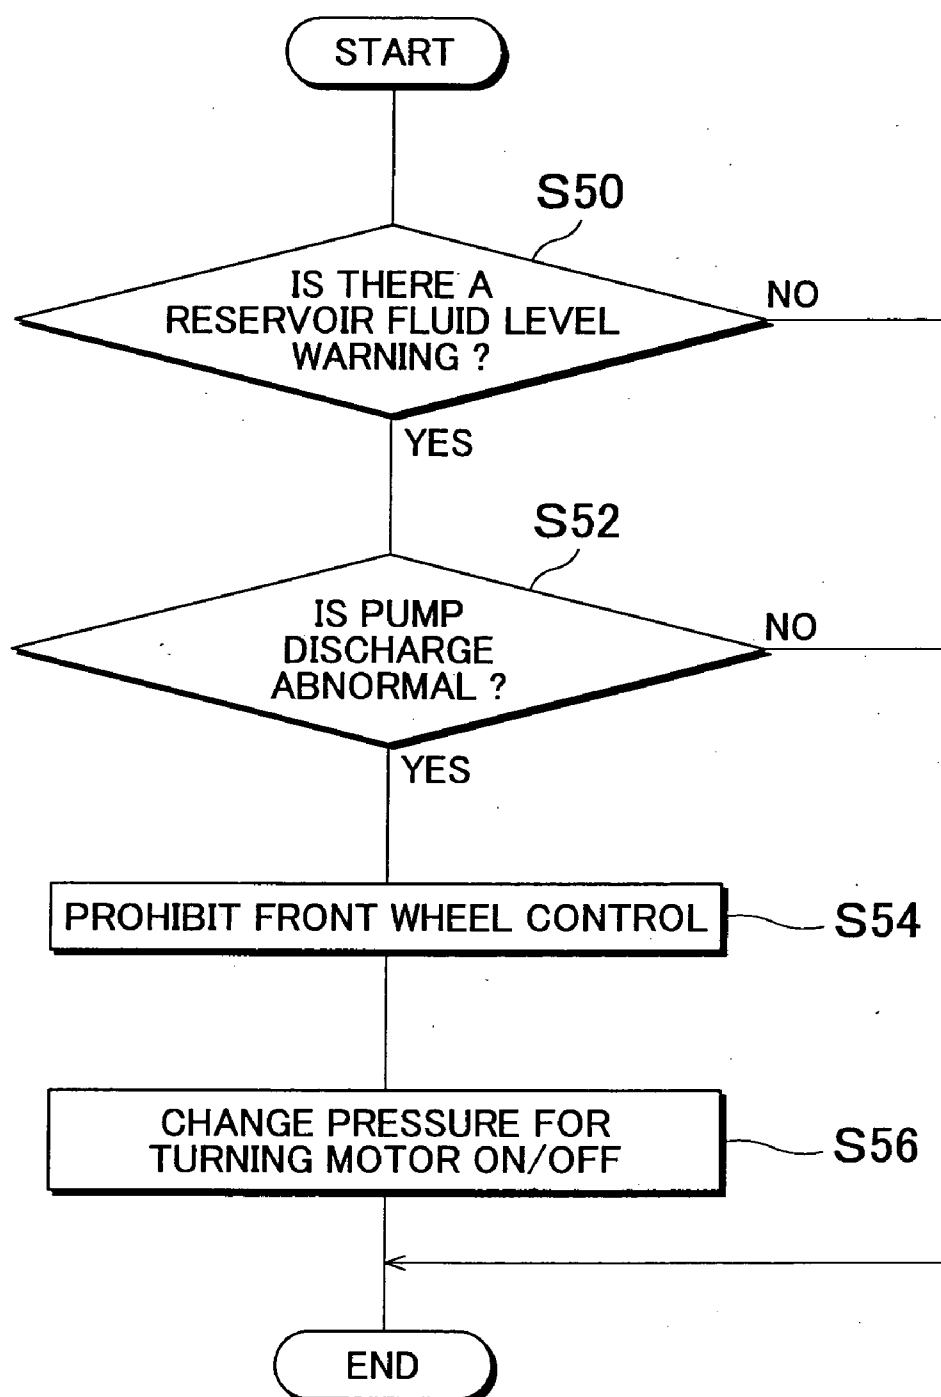 START
S50
IS THERE A
RESERVOIR FLUID LEVEL
WARNING ?
NO
YES
S52
IS PUMP
DISCHARGE
ABNORMAL ?
NO
YES
PROHIBIT FRONT WHEEL CONTROL
S54
CHANGE PRESSURE FOR
TURNING MOTOR ON/OFF
S56
END